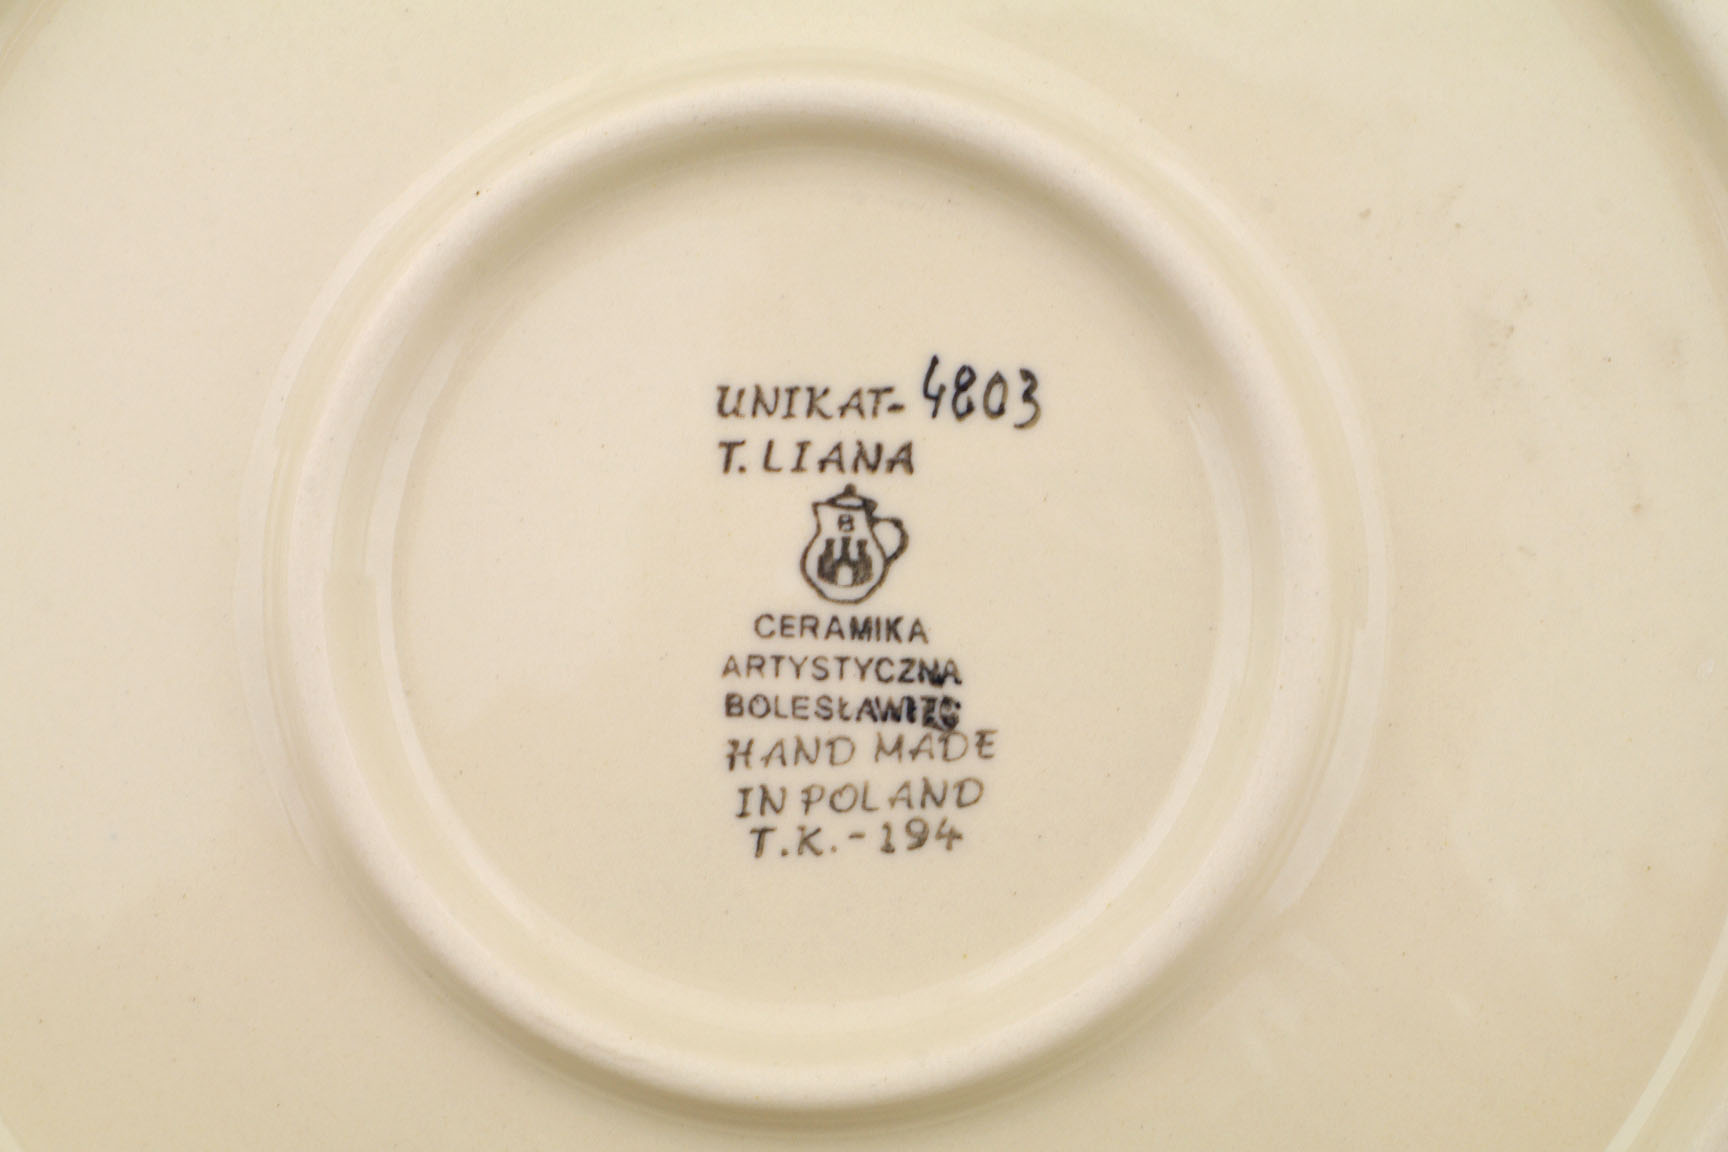 UNIKAT-4803
T. LIANA
B
CERAMIKA
ARTYSTYCZNA
BOLESŁAWIEC
HAND MADE
IN POLAND
T.K.-194